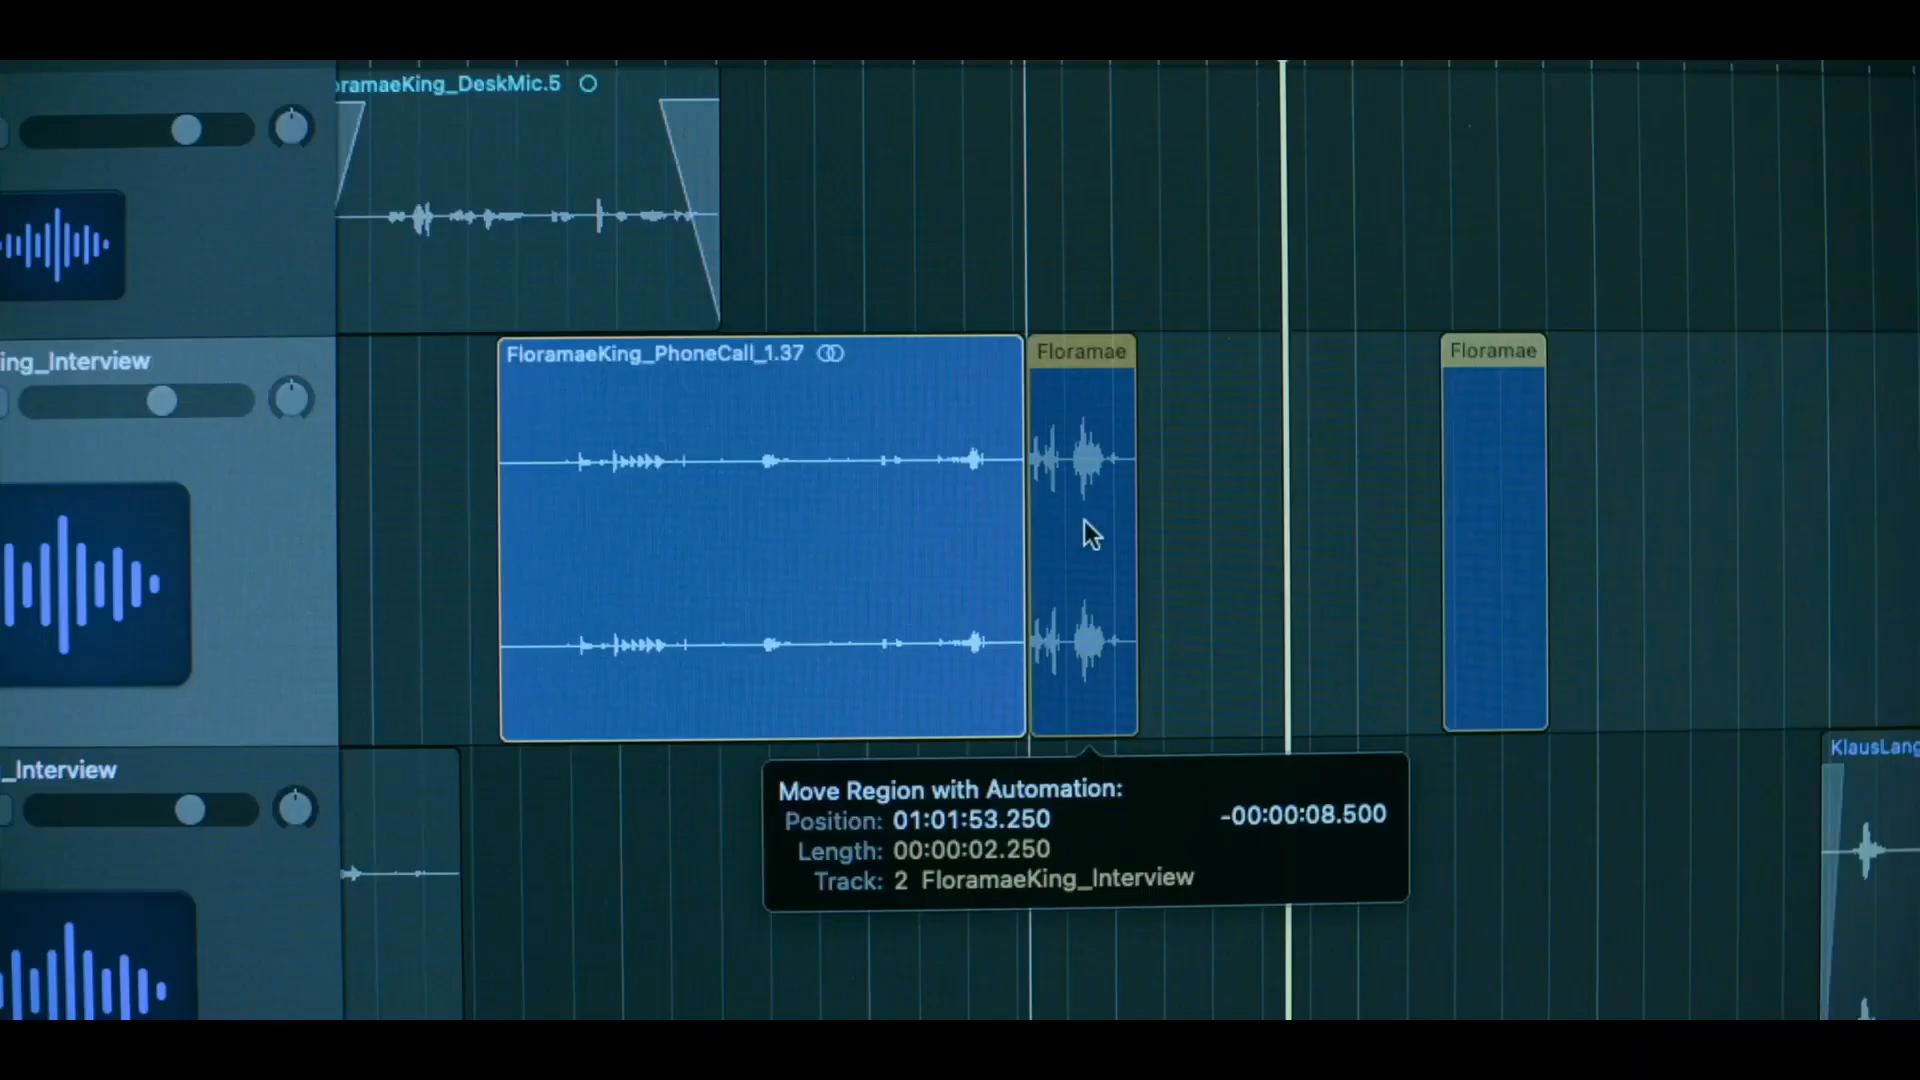 oramaeKing_DeskMic.5
ing_Interview
FloramaeKing_PhoneCall_1.37
Floramae
Floramae
_Interview
KlausLang
Move Region with Automation:
Position: 01:01:53.250 -00:00:08.500
Length: 00:00:02.250
Track: 2 FloramaeKing_Interview